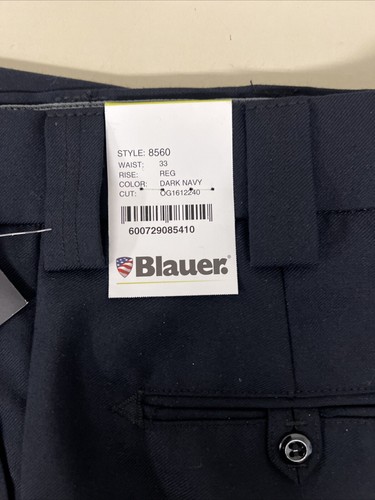 STYLE: 8560
WAIST: 33
RISE: REG
COLOR: DARK NAVY
CUT: OG1612240
600729085410
Blauer.®